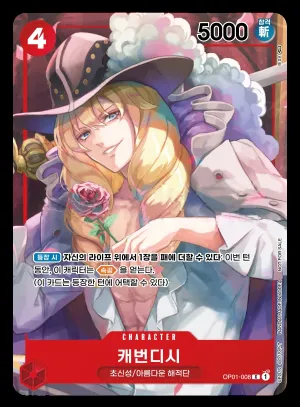 4
5000
참격
斬
등장 시 자신의 라이프 위에서 1장을 패에 더할 수 있다: 이번 턴
동안, 이 캐릭터는 속공 을 얻는다.
(이 카드는 등장한 턴에 어택할 수 있다)
CHARACTER
캐번디시
초신성/아름다운 해적단
OP01-008 C 1